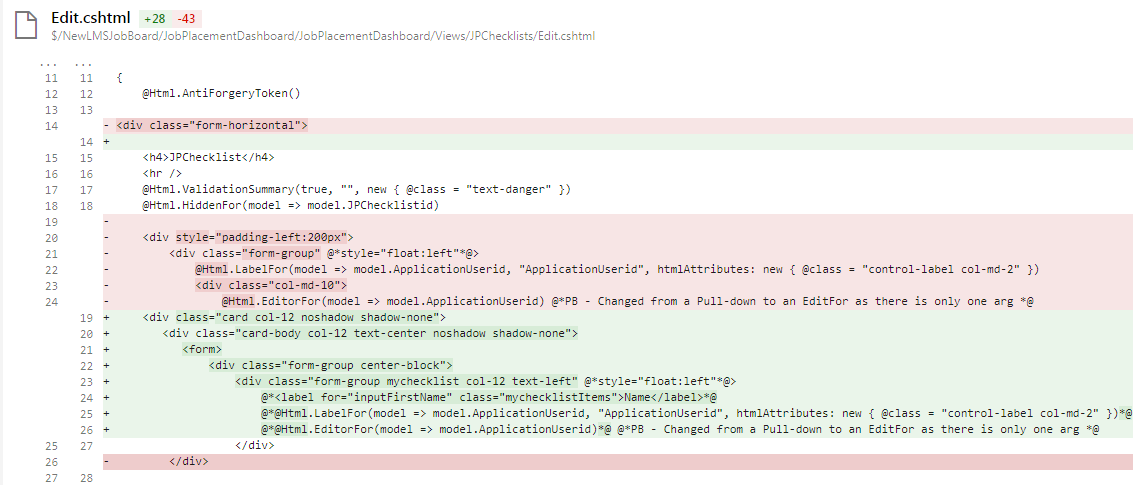 Edit.cshtml +28 -43
$/NewLMSJobBoard/JobPlacementDashboard/JobPlacementDashboard/Views/JPChecklists/Edit.cshtml
... ...
11 11 {
12 12 @Html.AntiForgeryToken()
13 13
14 - <div class="form-horizontal">
14 +
15 15 <h4>JPChecklist</h4>
16 16 <hr />
17 17 @Html.ValidationSummary(true, "", new { @class = "text-danger" })
18 18 @Html.HiddenFor(model => model.JPChecklistid)
19 -
20 - <div style="padding-left:200px">
21 - <div class="form-group" @*style="float:left"*@>
22 - @Html.LabelFor(model => model.ApplicationUserid, "ApplicationUserid", htmlAttributes: new { @class = "control-label col-md-2" })
23 - <div class="col-md-10">
24 - @Html.EditorFor(model => model.ApplicationUserid) @*PB - Changed from a Pull-down to an EditFor as there is only one arg *@
19 + <div class="card col-12 noshadow shadow-none">
20 + <div class="card-body col-12 text-center noshadow shadow-none">
21 + <form>
22 + <div class="form-group center-block">
23 + <div class="form-group mychecklist col-12 text-left" @*style="float:left"*@>
24 + @*<label for="inputFirstName" class="mychecklistItems">Name</label>*@
25 + @*@Html.LabelFor(model => model.ApplicationUserid, "ApplicationUserid", htmlAttributes: new { @class = "control-label col-md-2" })*@
26 + @*@Html.EditorFor(model => model.ApplicationUserid)*@ @*PB - Changed from a Pull-down to an EditFor as there is only one arg *@
25 27 </div>
26 - </div>
27 28